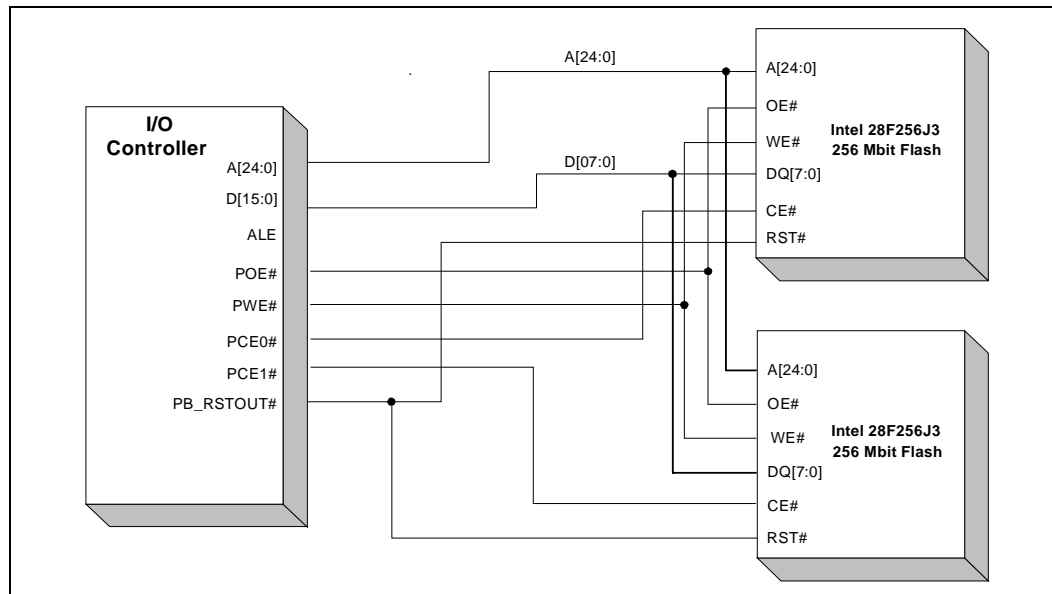 I/O
Controller
A[24:0]
D[15:0]
ALE
POE#
PWE#
PCE0#
PCE1#
PB_RSTOUT#
A[24:0]
D[07:0]
A[24:0]
OE#
WE#
DQ[7:0]
CE#
RST#
Intel 28F256J3
256 Mbit Flash
A[24:0]
OE#
WE#
DQ[7:0]
CE#
RST#
Intel 28F256J3
256 Mbit Flash